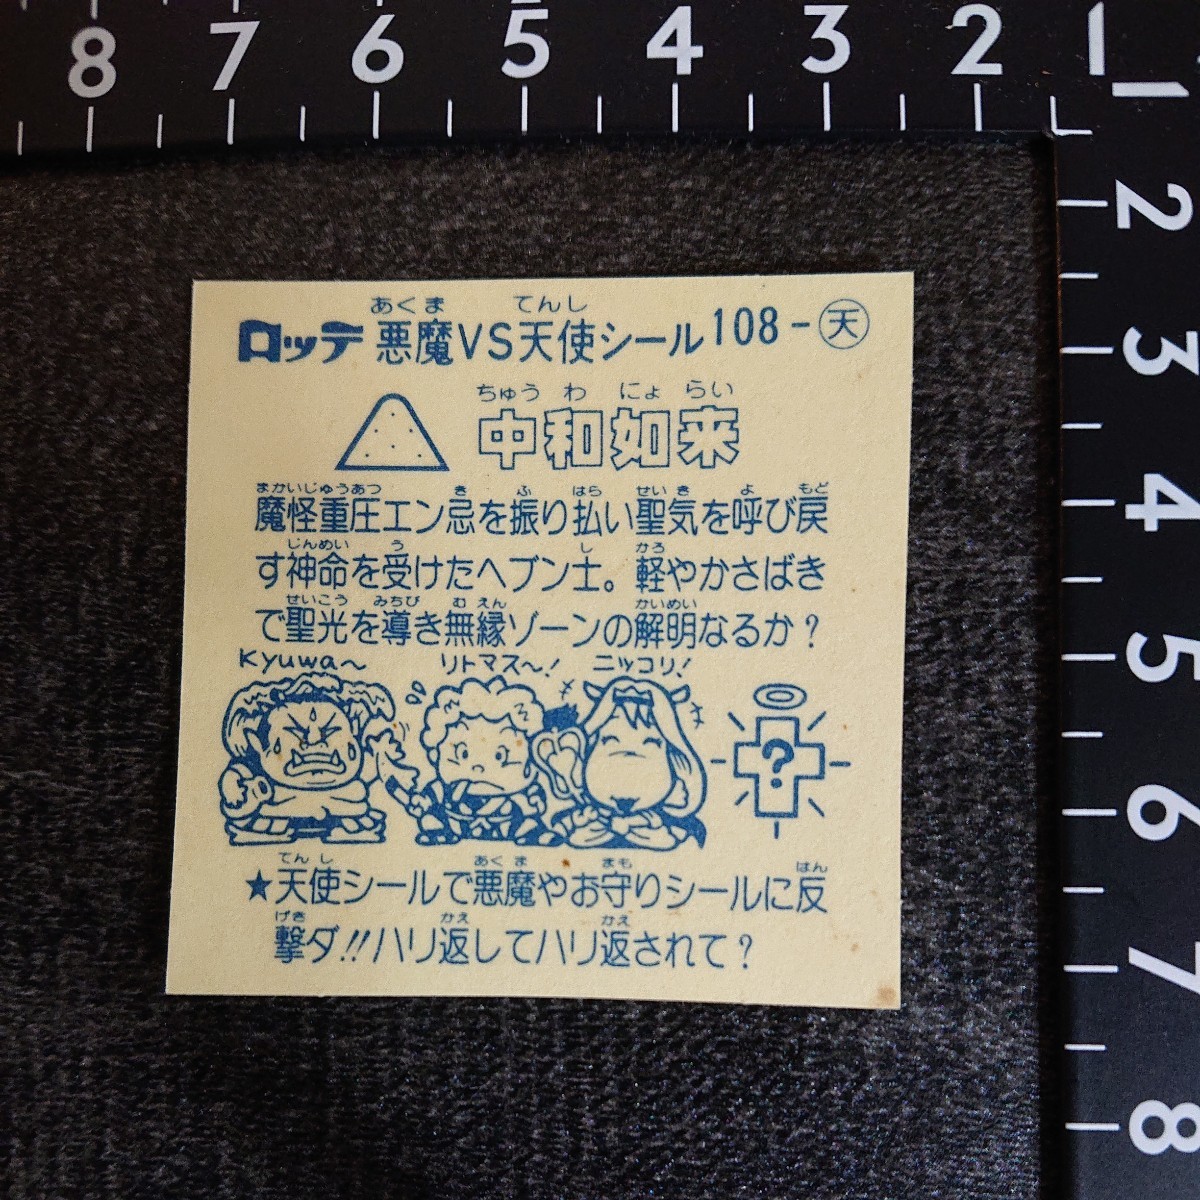 8 7 6 5 4 3 2 1
1
2
3
4
5
6
7
8
あくま てんし
ロッテ 悪魔VS天使シール 108-天
ちゅう わ にょ らい
中和如来
まかいじゅうあつ き ふ はら せい き よ もど
魔怪重圧エン忌を振り払い聖気を呼び戻
じんめい う し かろ
す神命を受けたヘブン士。軽やかさばき
せいこう みちび む えん かいめい
で聖光を導き無縁ゾーンの解明なるか?
Kyuwa〜 リトマス〜! ニッコリ!
?
てん し あく ま まも はん
★天使シールで悪魔やお守りシールに反
げき かえ かえ
撃ダ!!ハリ返してハリ返されて?